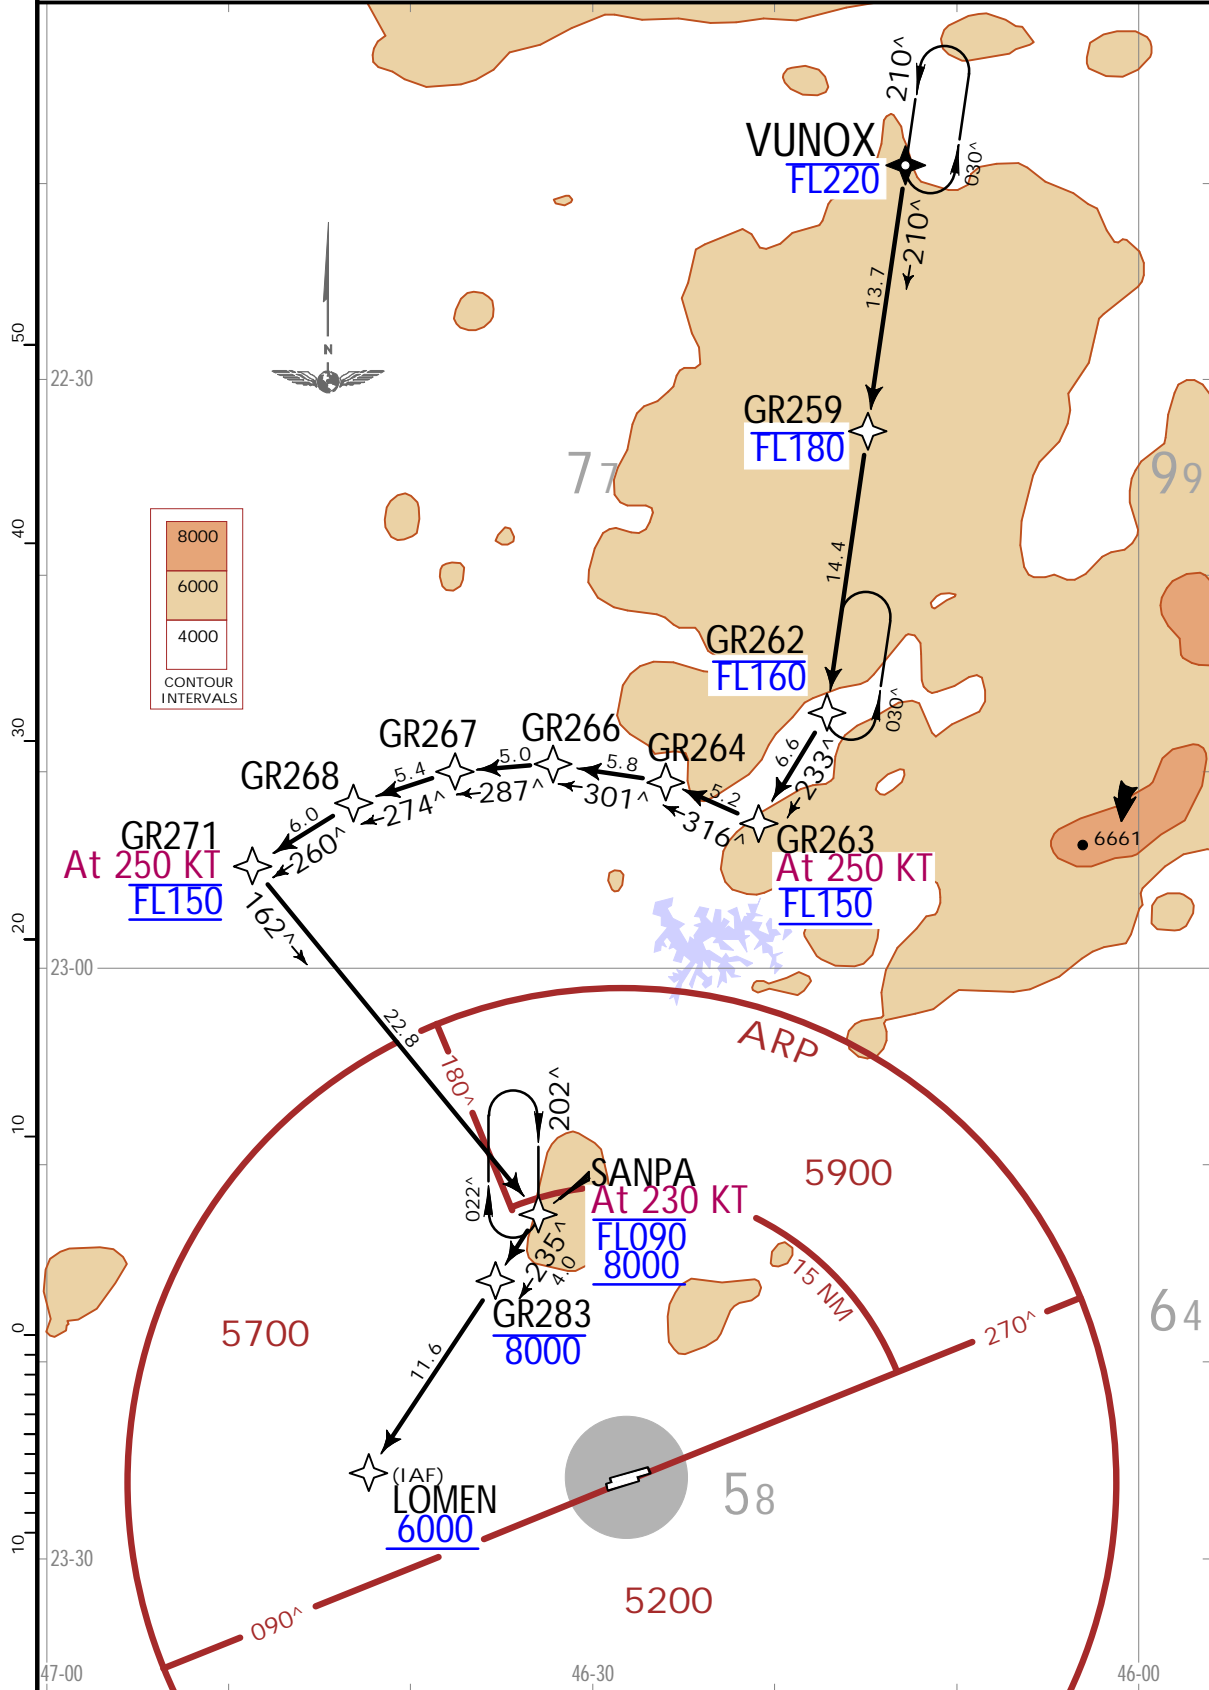 210^
VUNOX
FL220
030^
210^
13.7
N
50
22-30
GR259
FL180
77
99
8000
6000
4000
CONTOUR
INTERVALS
40
14.4
GR262
FL160
030^
30
GR266
GR267
GR264
GR268
5.0
5.8
5.4
6.6
233^
287^
301^
5.2
274^
316^
6.0
260^
GR271
At 250 KT
FL150
GR263
At 250 KT
FL150
6661
162^
20
23-00
22.8
ARP
180^
202^
10
SANPA
At 230 KT
FL090
8000
5900
022^
235^
4.0
15 NM
GR283
8000
5700
270^
64
0
11.6
(IAF)
LOMEN
6000
58
10
23-30
5200
090^
47-00
46-30
46-00